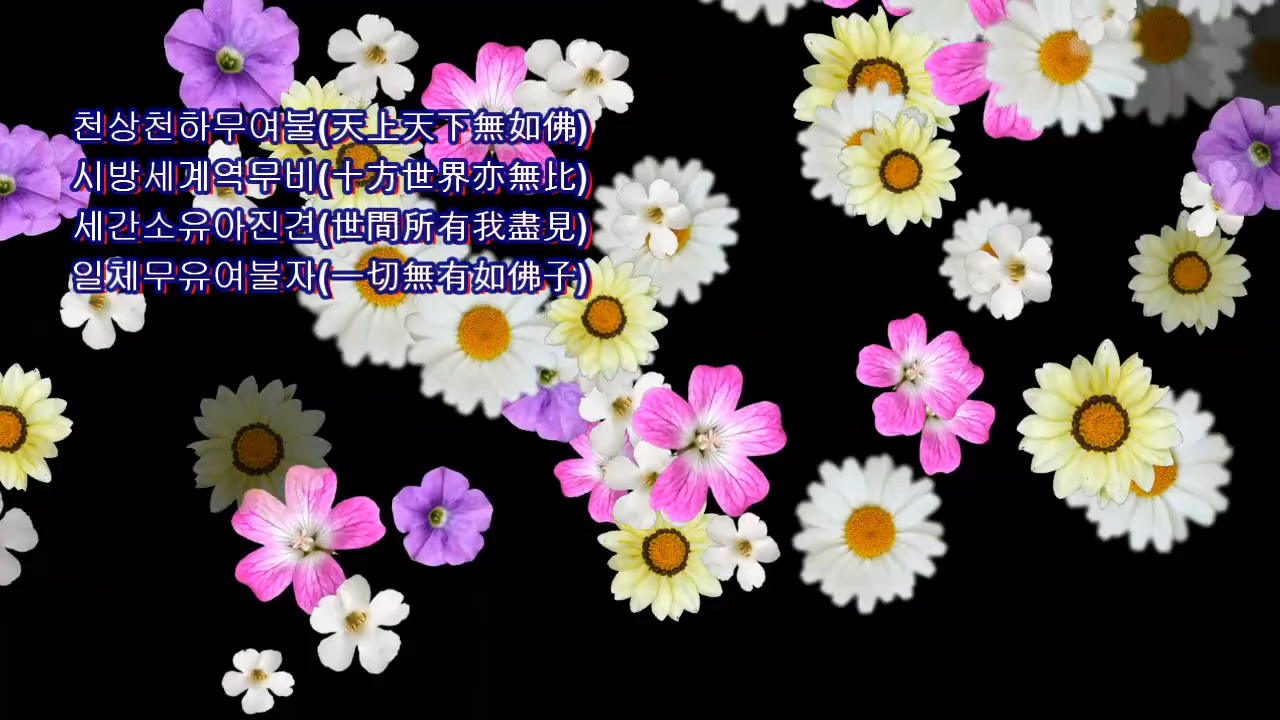 천상천하무여불(天上天下無如佛)
시방세계역무비(十方世界亦無比)
세간소유아진견(世間所有我盡見)
일체무유여불자(一切無有如佛子)